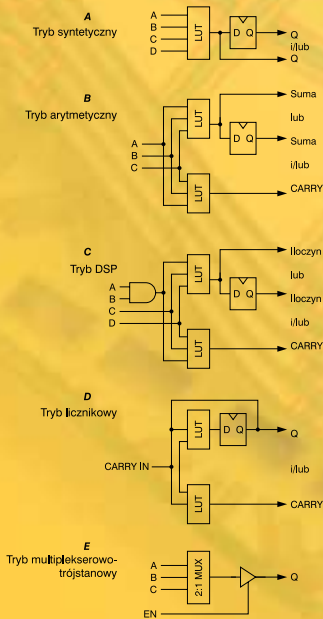 A
Tryb syntetyczny
A
B
C
D
LUT
D Q
Q
i/lub
Q
B
Tryb arytmetyczny
A
B
C
LUT
LUT
D Q
Suma
lub
Suma
i/lub
CARRY
C
Tryb DSP
A
B
C
D
LUT
LUT
D Q
Iloczyn
lub
Iloczyn
i/lub
CARRY
D
Tryb licznikowy
CARRY IN
LUT
LUT
D Q
Q
i/lub
CARRY
E
Tryb multiplekserowo-
trójstanowy
A
B
C
EN
2:1 MUX
Q